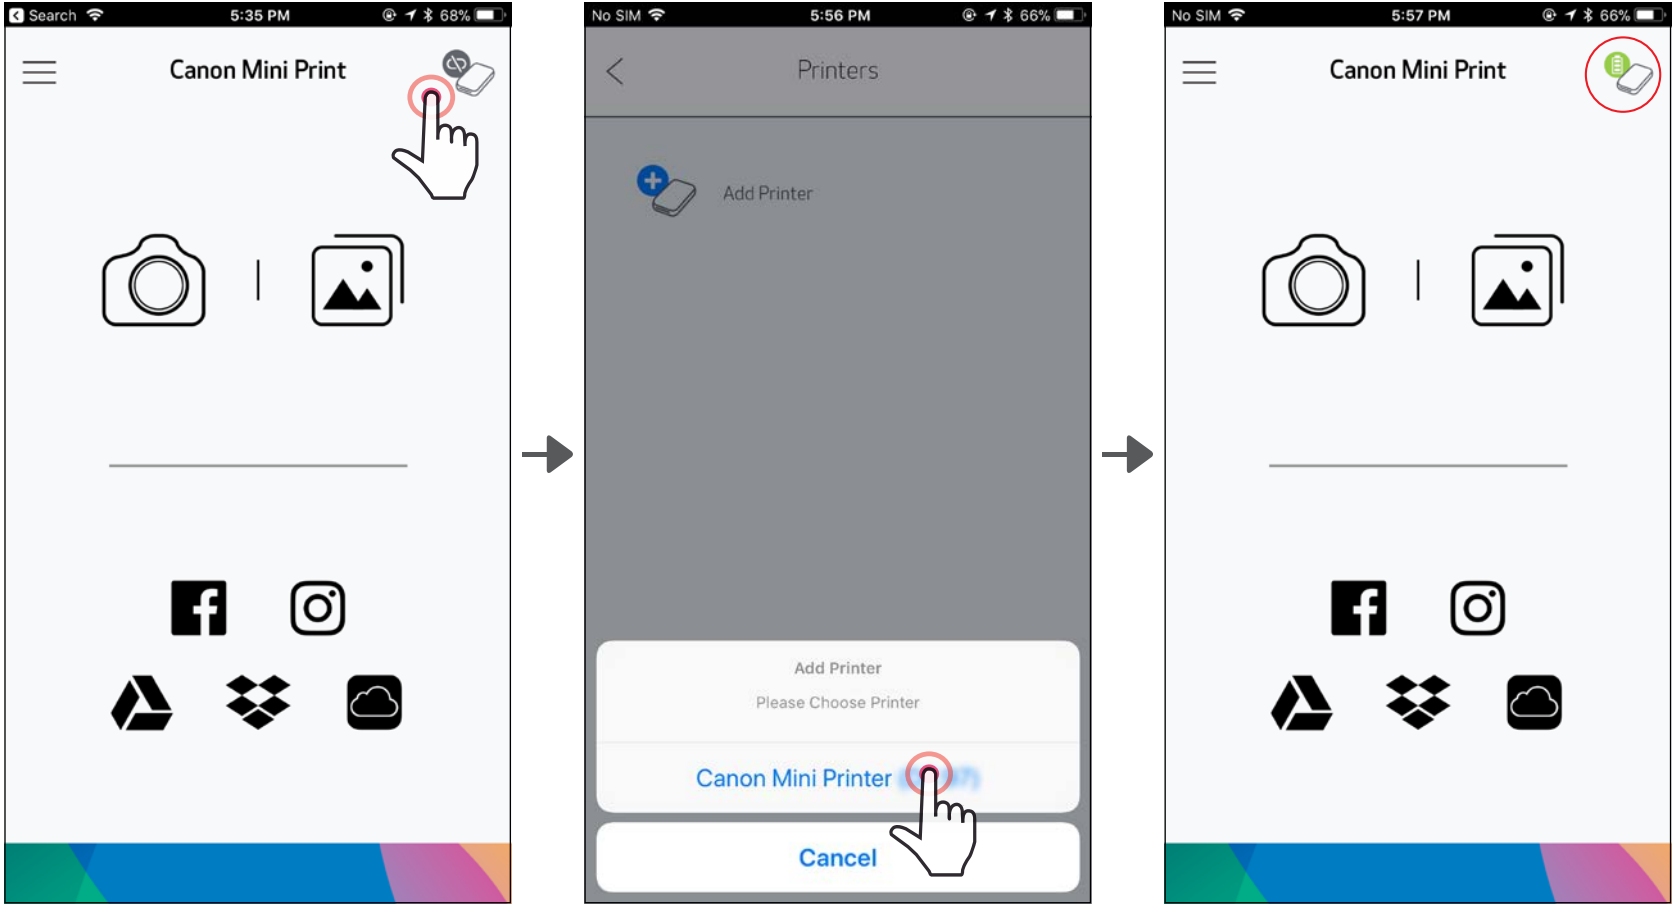 Search 5:35 PM 68%
Canon Mini Print
No SIM 5:56 PM 66%
Printers
Add Printer
Add Printer
Please Choose Printer
Canon Mini Printer
Cancel
No SIM 5:57 PM 66%
Canon Mini Print